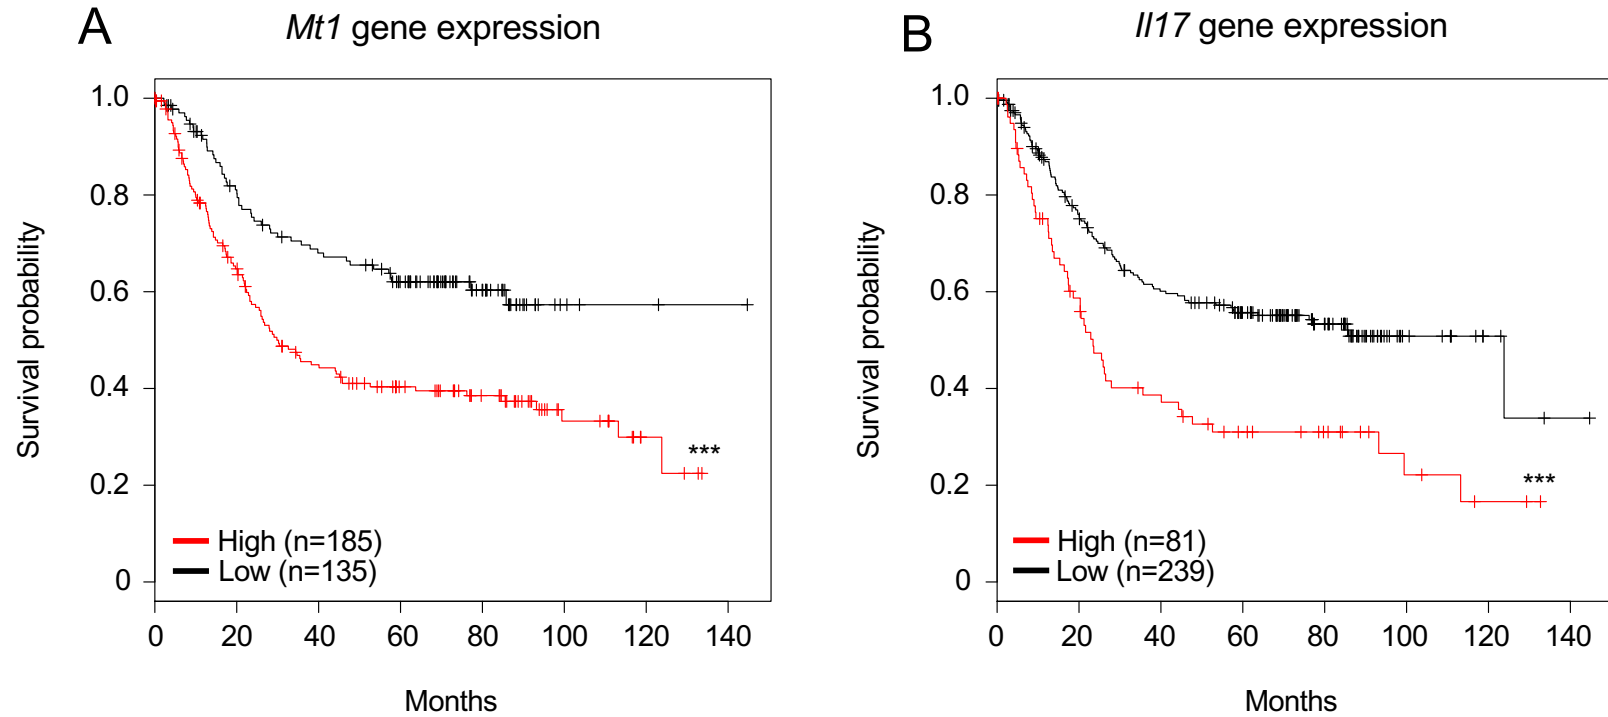 A
Mt1 gene expression
Survival probability
1.0
0.8
0.6
0.4
0.2
0
***
High (n=185)
Low (n=135)
0 20 40 60 80 100 120 140
Months
B
Il17 gene expression
Survival probability
1.0
0.8
0.6
0.4
0.2
0
***
High (n=81)
Low (n=239)
0 20 40 60 80 100 120 140
Months